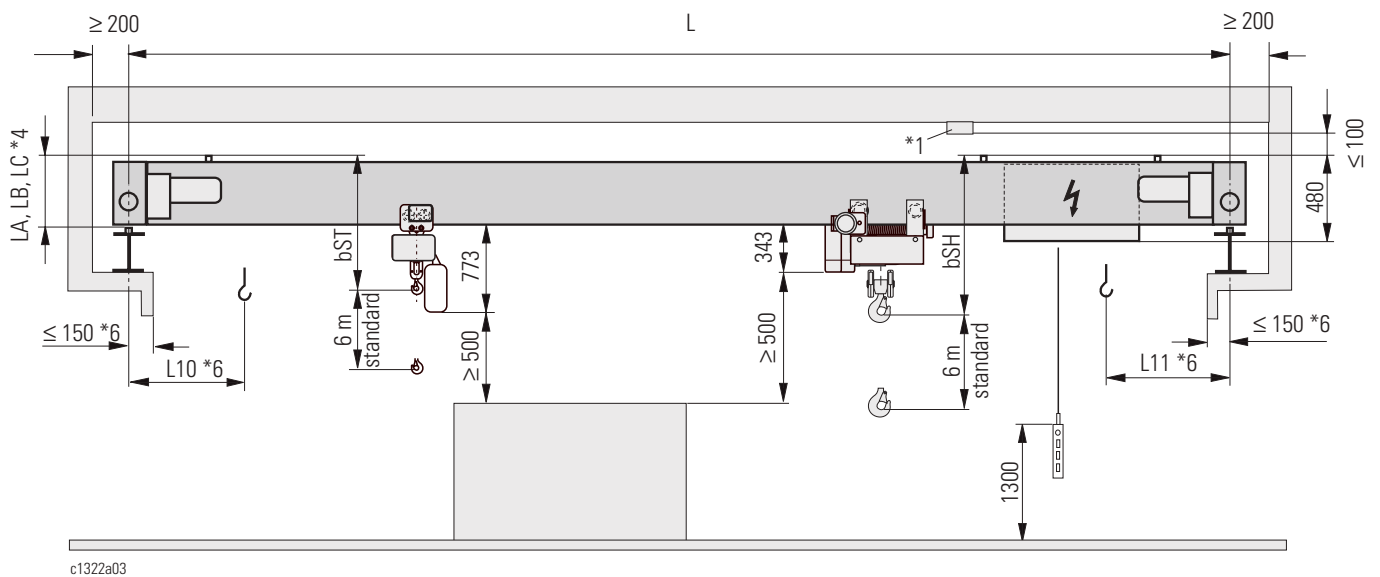 ≥ 200
L
≥ 200
*1
≤ 100
LA, LB, LC *4
bST
773
343
bSH
480
≤ 150 *6
6 m
standard
≥ 500
≥ 500
6 m
standard
≤ 150 *6
L10 *6
L11 *6
1300
c1322a03